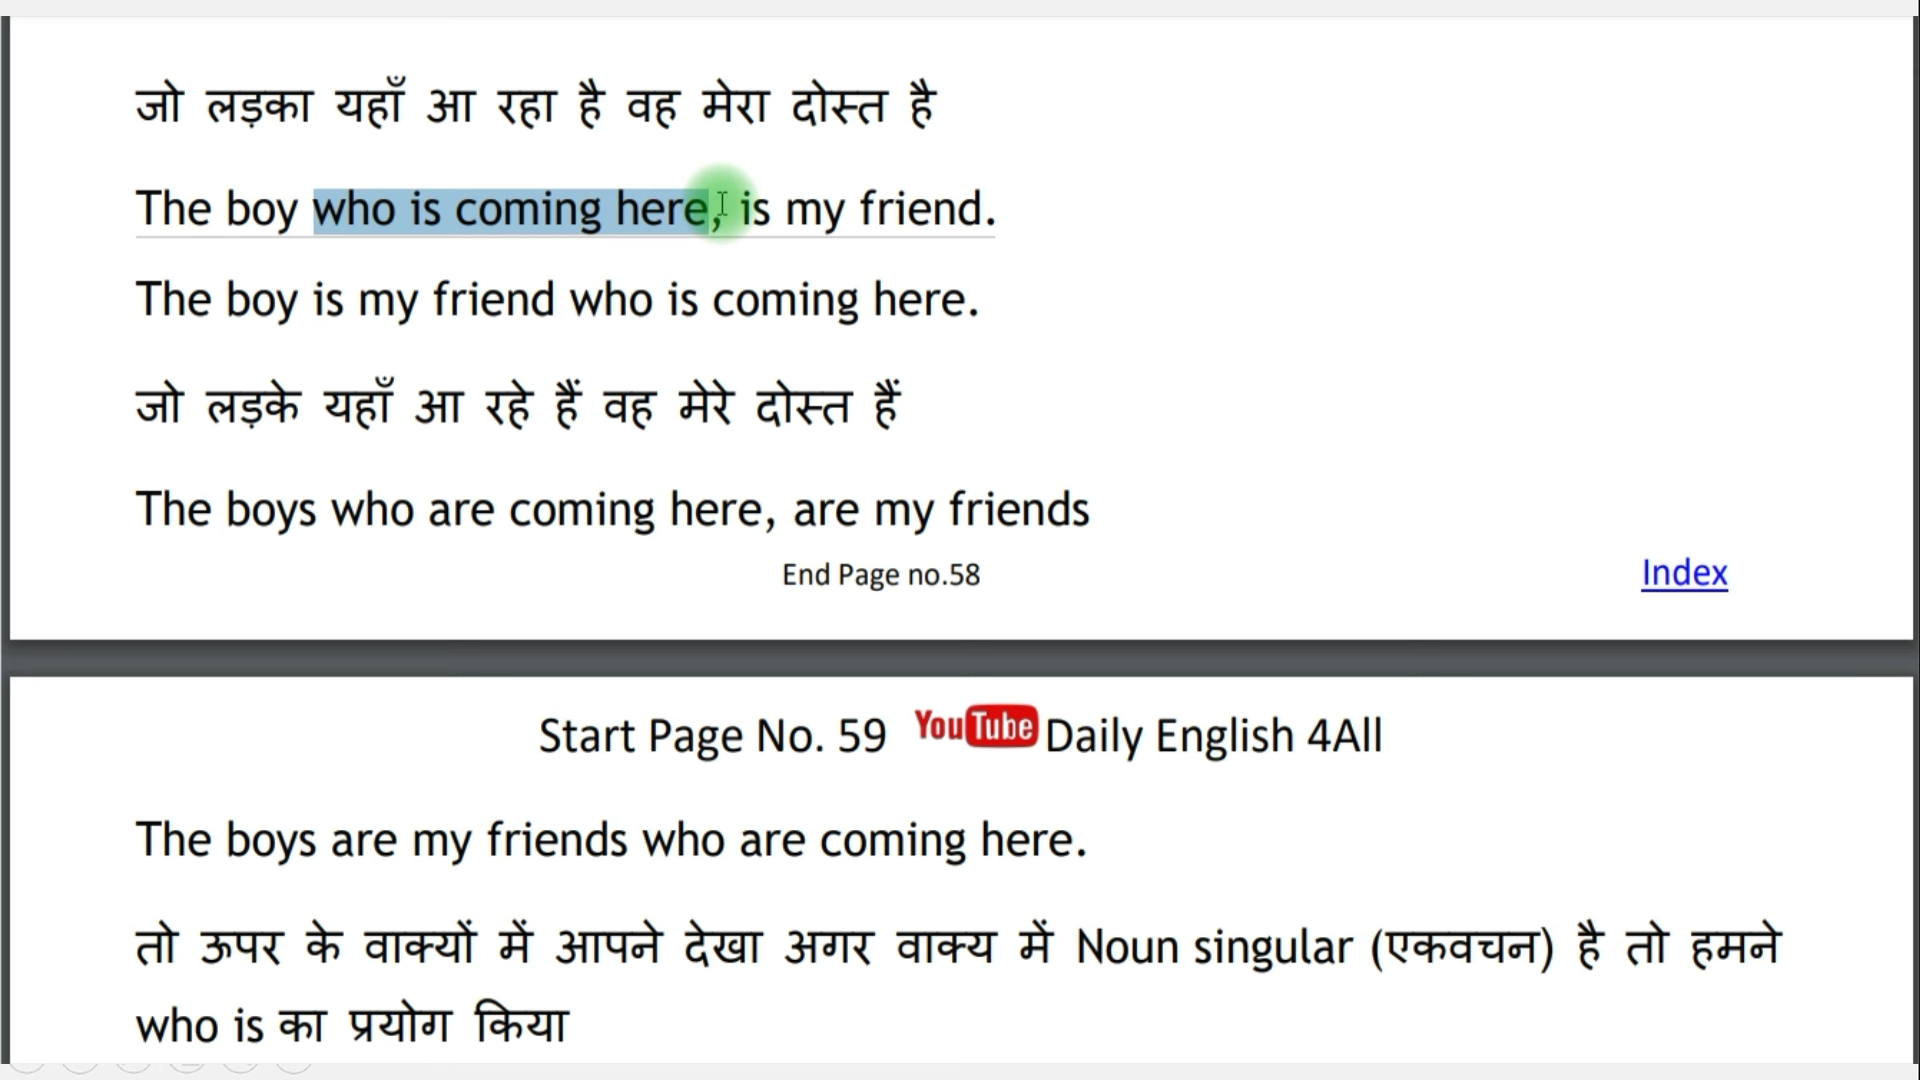 जो लड़का यहाँ आ रहा है वह मेरा दोस्त है
The boy who is coming here, is my friend.
The boy is my friend who is coming here.
जो लड़के यहाँ आ रहे हैं वह मेरे दोस्त हैं
The boys who are coming here, are my friends
End Page no.58
Index
Start Page No. 59 YouTube Daily English 4All
The boys are my friends who are coming here.
तो ऊपर के वाक्यों में आपने देखा अगर वाक्य में Noun singular (एकवचन) है तो हमने
who is का प्रयोग किया